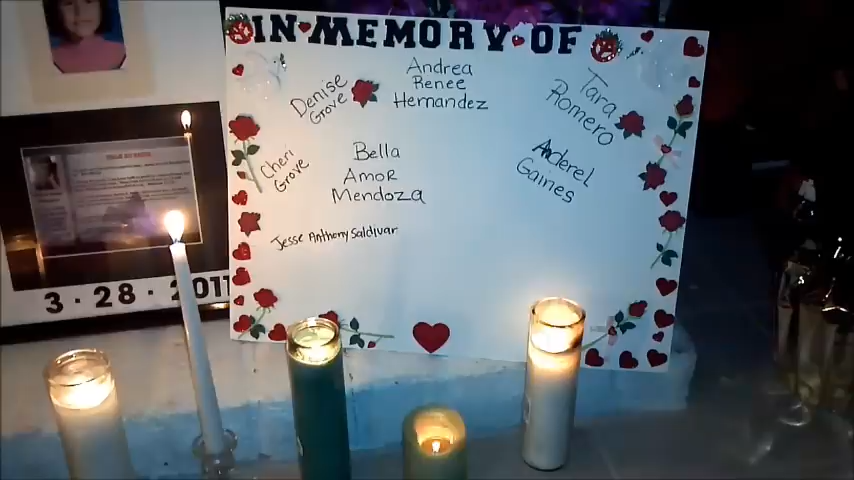 IN MEMORY OF
Andrea
Renee
Hernandez
Denise
Grove
Tara
Romero
Cheri
Grove
Bella
Amor
Mendoza
Anderel
Gaines
Jesse Anthony Saldivar
3·28·2011